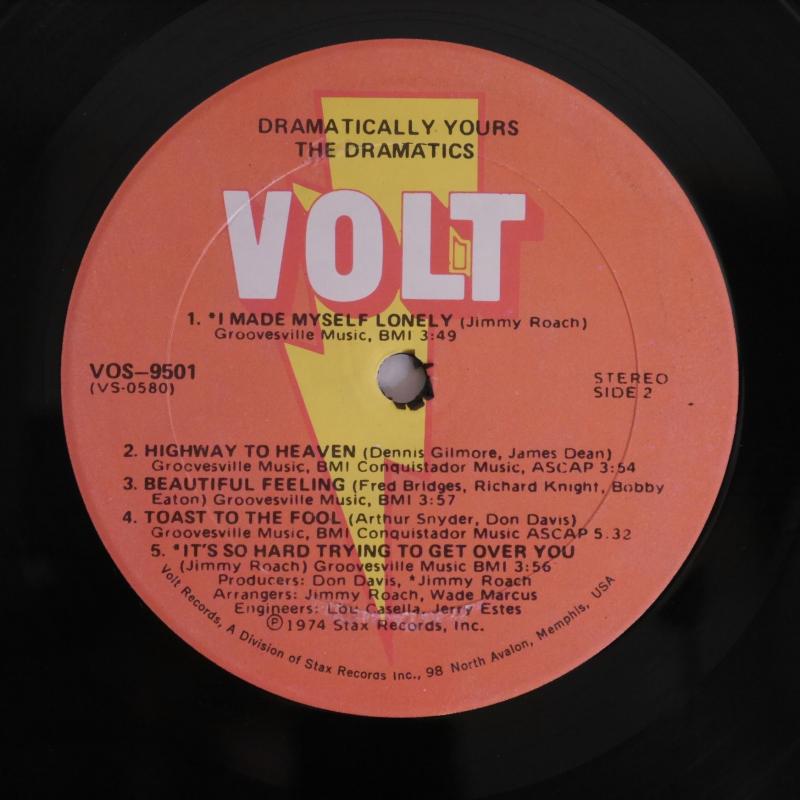 DRAMATICALLY YOURS
THE DRAMATICS
VOLT
1. *I MADE MYSELF LONELY (Jimmy Roach)
Groovesville Music, BMI 3:49
VOS–9501
(VS-0580)
STEREO
SIDE 2
2. HIGHWAY TO HEAVEN (Dennis Gilmore, James Dean)
Groovesville Music, BMI Conquistador Music, ASCAP 3:54
3. BEAUTIFUL FEELING (Fred Bridges, Richard Knight, Bobby
Eaton) Groovesville Music, BMI 3:57
4. TOAST TO THE FOOL (Arthur Snyder, Don Davis)
Groovesville Music, BMI Conquistador Music ASCAP 5.32
5. *IT'S SO HARD TRYING TO GET OVER YOU
(Jimmy Roach) Groovesville Music BMI 3:56
Producers: Don Davis, *Jimmy Roach
Arrangers: Jimmy Roach, Wade Marcus
Engineers: Lou Casella, Jerry Estes
℗1974 Stax Records, Inc.
Volt Records, A Division of Stax Records Inc., 98 North Avalon, Memphis, USA